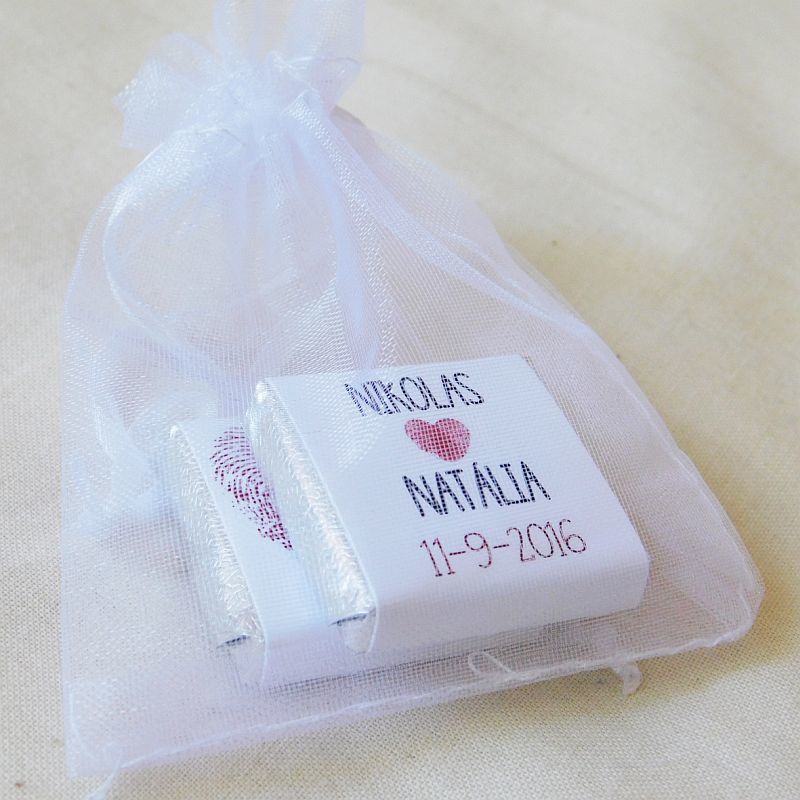 NIKOLAS
NATÁLIA
11-9-2016